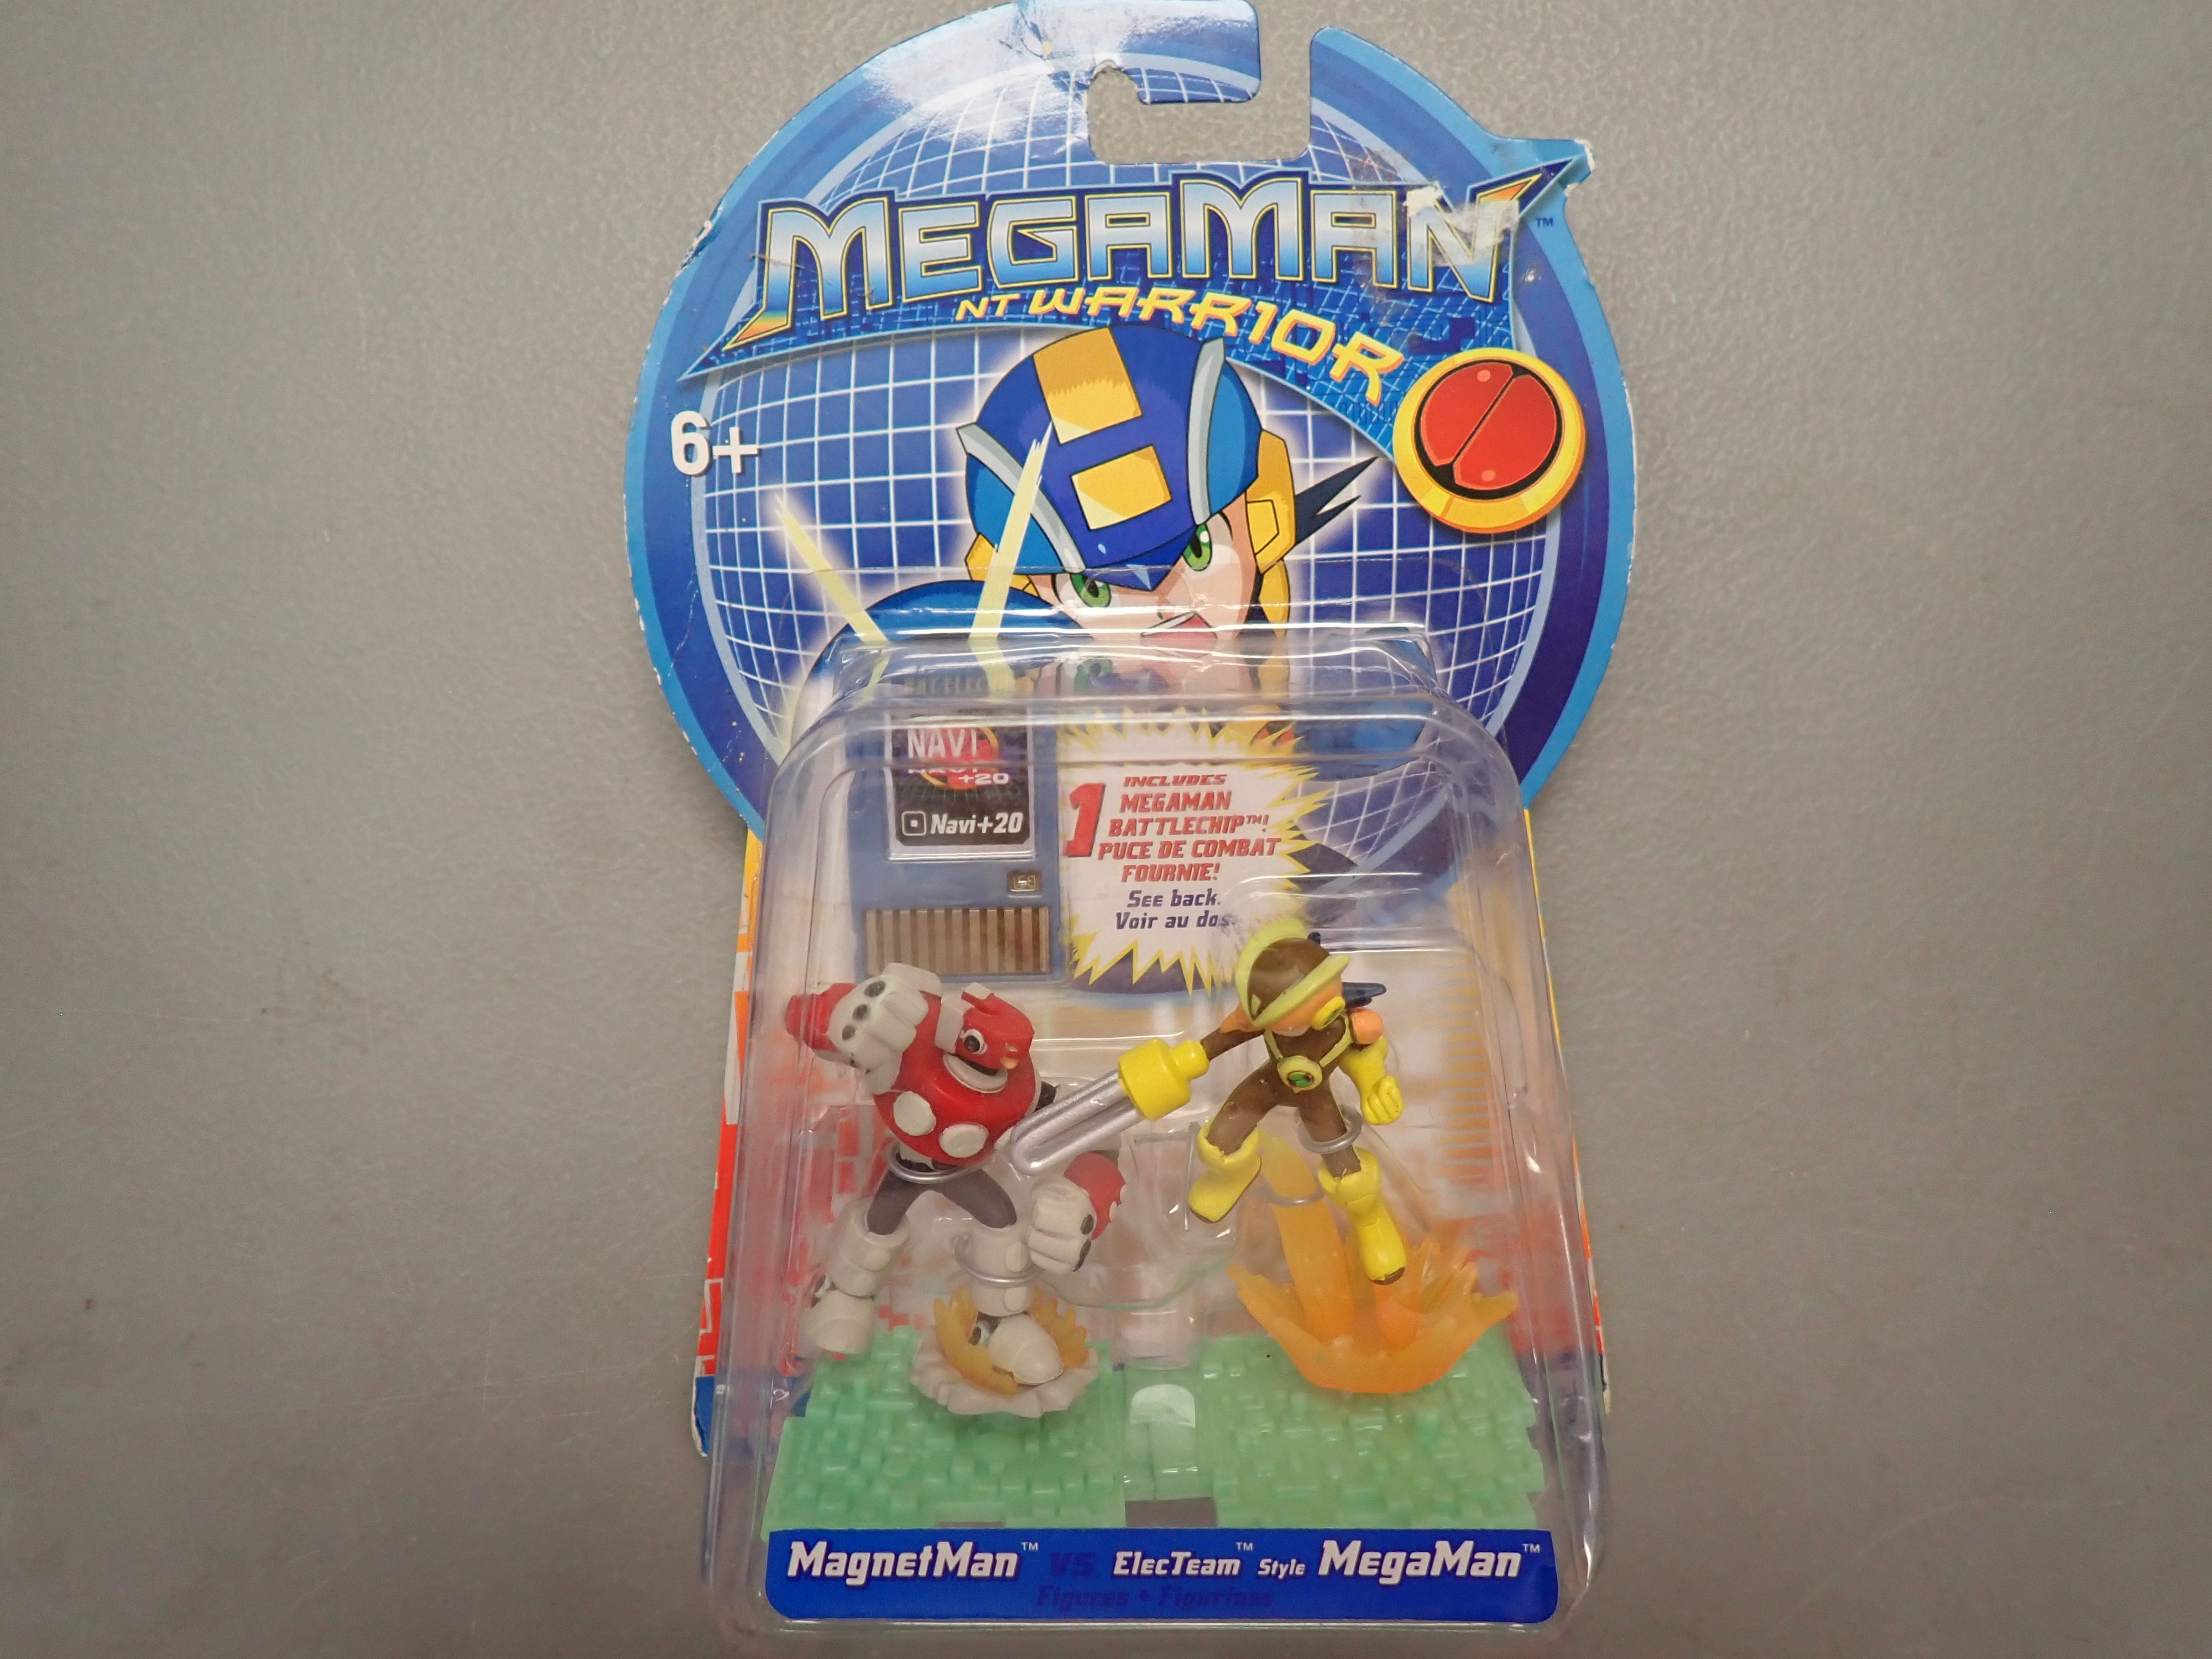 MEGAMAN™
NT WARRIOR
6+
NAVI
+20
Navi+20
1
INCLUDES
MEGAMAN
BATTLECHIP™!
PUCE DE COMBAT
FOURNIE!
See back.
Voir au dos.
MagnetMan™ VS ElecTeam™ Style MegaMan™
Figures • Figurines